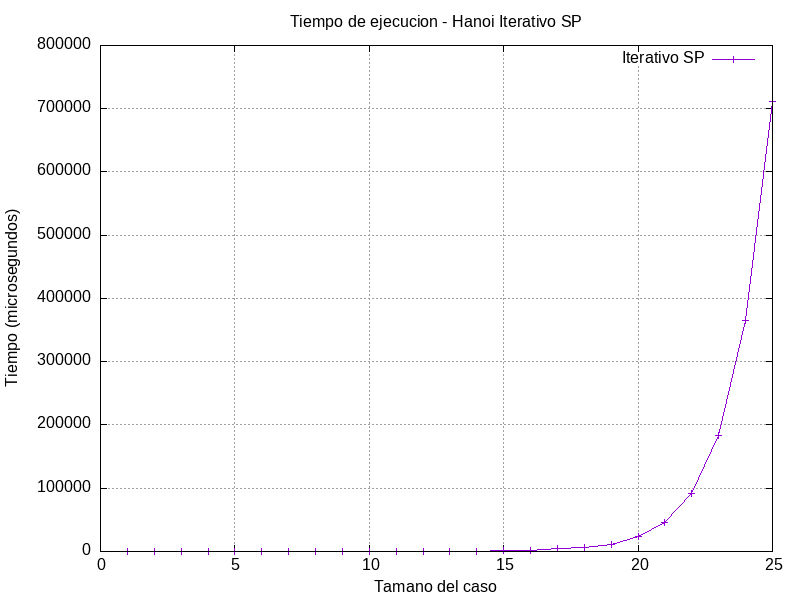 Tiempo de ejecucion - Hanoi Iterativo SP
800000
Iterativo SP
700000
600000
500000
400000
300000
200000
100000
0
Tiempo (microsegundos)
0 5 10 15 20 25
Tamano del caso